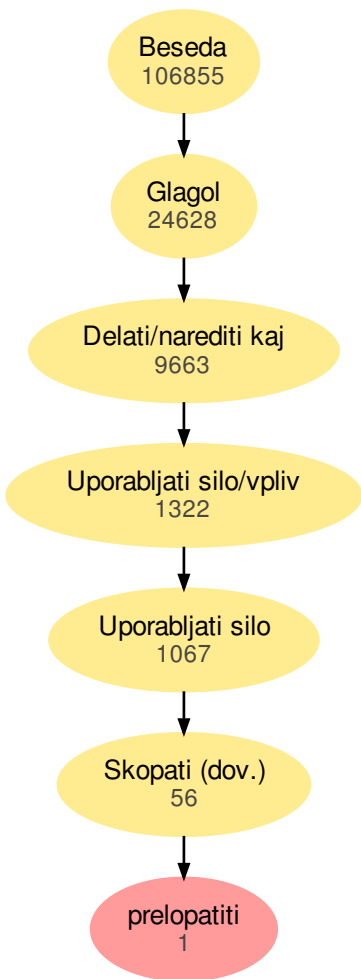 Beseda
106855
Glagol
24628
Delati/narediti kaj
9663
Uporabljati silo/vpliv
1322
Uporabljati silo
1067
Skopati (dov.)
56
prelopatiti
1